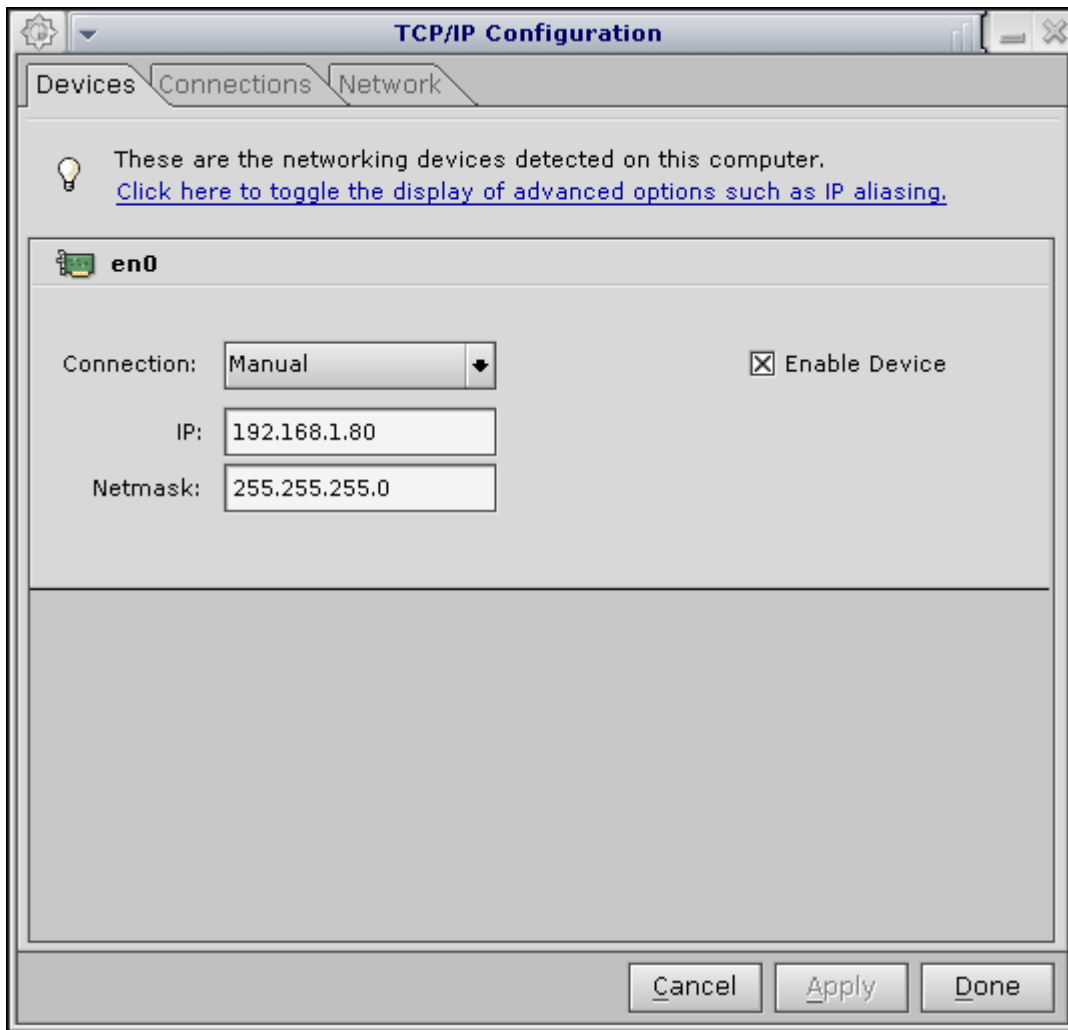 TCP/IP Configuration
Devices Connections Network
These are the networking devices detected on this computer.
Click here to toggle the display of advanced options such as IP aliasing.
en0
Connection: Manual Enable Device
IP: 192.168.1.80
Netmask: 255.255.255.0
Cancel Apply Done